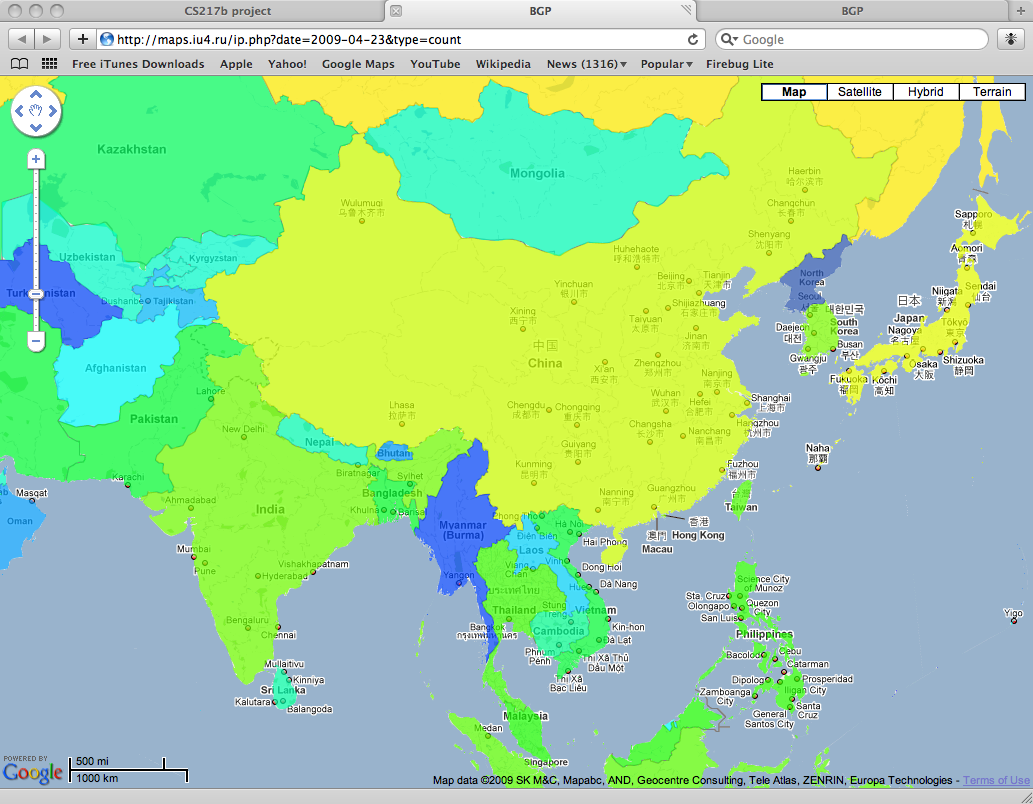 CS217b project
BGP
BGP
http://maps.iu4.ru/ip.php?date=2009-04-23&type=count
Google
Free iTunes Downloads
Apple
Yahoo!
Google Maps
YouTube
Wikipedia
News (1316)▾
Popular▾
Firebug Lite
Map
Satellite
Hybrid
Terrain
Kazakhstan
Mongolia
Haerbin
哈尔滨市
Changchun
长春市
Wulumuqi
乌鲁木齐市
Shenyang
沈阳市
Sapporo
札幌
Aomori
青森
Uzbekistan
Kyrgyzstan
Huhehaote
呼和浩特市
Beijing
北京市
Tianjin
天津市
North
Korea
Seoul
Turkmenistan
Dushanbe
Tajikistan
Yinchuan
银川市
Shijiazhuang
石家庄市
Niigata
新潟
Sendai
仙台
日本
Japan
Xining
西宁市
Taiyuan
太原市
Jinan
济南市
대한민국
South
Korea
Daejeon
대전
Nagoya
名古屋
Tōkyō
東京
中国
China
Busan
부산
Gwangju
광주
Shizuoka
静岡
Osaka
大阪
Afghanistan
Xi'an
西安市
Zhengzhou
郑州市
Nanjing
南京市
Fukuoka
福岡
Kōchi
高知
Lahore
Pakistan
New Delhi
Lhasa
拉萨市
Chengdu
成都市
Chongqing
重庆市
Wuhan
武汉市
Hefei
合肥市
Shanghai
上海市
Hangzhou
杭州市
Changsha
长沙市
Nanchang
南昌市
Nepal
Bhutan
Guiyang
贵阳市
Naha
那覇
Biratnagar
Sylhet
Kunming
昆明市
Fuzhou
福州市
Karachi
Masqat
Oman
Ahmadabad
India
Bangladesh
Khulna
Nanning
南宁市
Guangzhou
广州市
台灣
Taiwan
Myanmar
(Burma)
Hà Nội
Điện Biên
香港
Hong Kong
澳門
Macau
Hai Phong
Laos
Mumbai
Pune
Vishakhapatnam
Hyderabad
Yangon
Viang
Chan
Vinh
Dong Hoi
Hue
Đà Nang
ประเทศไทย
Thailand
Stung
Treng
Vietnam
Science City
of Muñoz
Sta. Cruz
Olongapo
Quezon
City
San Luis
Yigo
Bengaluru
Chennai
Bangkok
กรุงเทพมหานคร
Cambodia
Kin-hon
Đà Lạt
Philippines
Phnum
Pénh
Thị Xã Thủ
Dầu Một
Thị Xã
Bạc Liêu
Bacolod
Cebu
Catarman
Mullaitivu
Kinniya
Sri Lanka
Kalutara
Balangoda
Dipolog
Prosperidad
Zamboanga
City
Iligan City
General
Santos City
Santa
Cruz
Malaysia
Medan
Singapore
POWERED BY
Google
500 mi
1000 km
Map data ©2009 SK M&C, Mapabc, AND, Geocentre Consulting, Tele Atlas, ZENRIN, Europa Technologies - Terms of Use